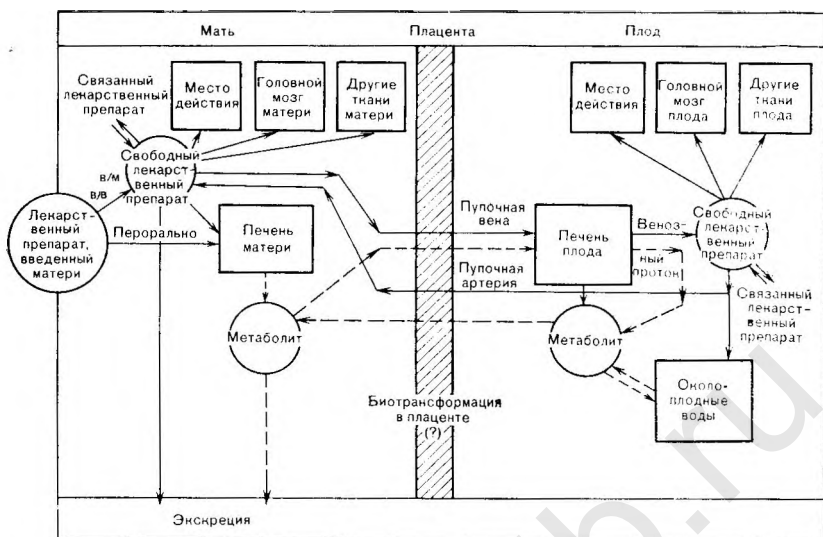 Мать
Плацента
Плод
Связанный
лекарственный
препарат
Место
действия
Головной
мозг
матери
Другие
ткани
матери
Свободный
лекарст-
венный
препарат
в/м
в/в
Лекарст-
венный
препарат,
введенный
матери
Перорально
Печень
матери
Метаболит
Биотрансформация
в плаценте
(?)
Место
действия
Головной
мозг
плода
Другие
ткани
плода
Пупочная
вена
Печень
плода
Веноз-
ный
проток
Свободный
лекарст-
венный
препарат
Пупочная
артерия
Связанный
лекарст-
венный
препарат
Метаболит
Около-
плодные
воды
Экскреция
b.ru